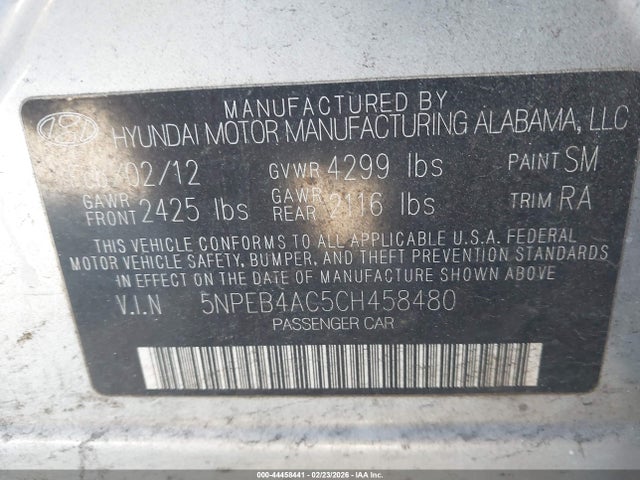 MANUFACTURED BY
HYUNDAI MOTOR MANUFACTURING ALABAMA, LLC
02/12 GVWR 4299 lbs PAINT SM
GAWR FRONT 2425 lbs GAWR REAR 2116 lbs TRIM RA
THIS VEHICLE CONFORMS TO ALL APPLICABLE U.S.A. FEDERAL
MOTOR VEHICLE SAFETY, BUMPER, AND THEFT PREVENTION STANDARDS
IN EFFECT ON THE DATE OF MANUFACTURE SHOWN ABOVE.
V.I.N 5NPEB4AC5CH458480
PASSENGER CAR
000-44458441 - 02/23/2026 - IAAI.COM